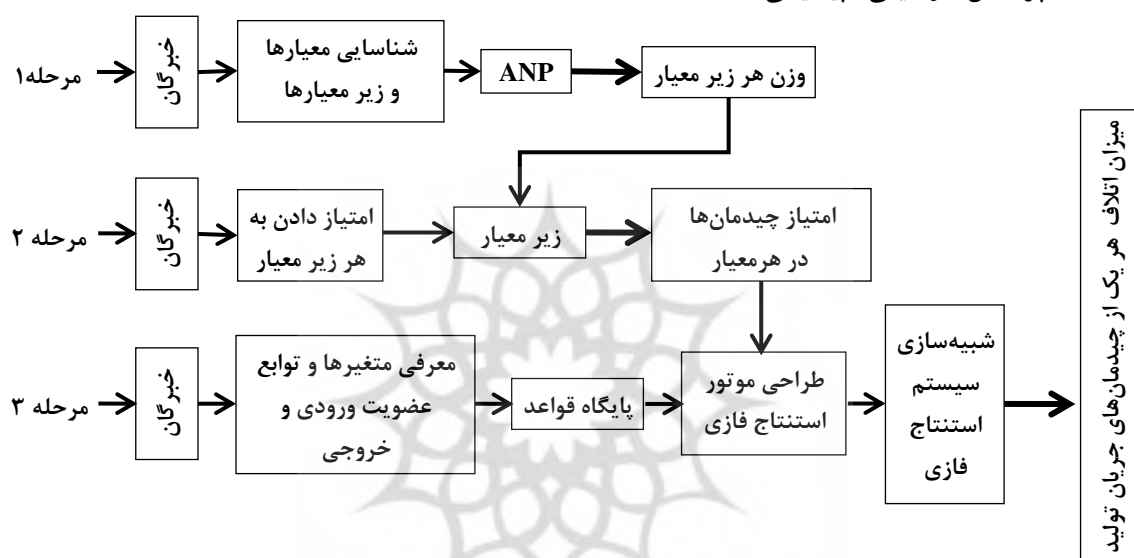 مرحله۱
خبرگان
شناسایی معیارها
و زیر معیارها
ANP
وزن هر زیر معیار
مرحله ۲
خبرگان
امتیاز دادن به
هر زیر معیار
زیر معیار
امتیاز چیدمان‌ها
در هرمعیار
مرحله ۳
خبرگان
معرفی متغیرها و توابع
عضویت ورودی و
خروجی
پایگاه قواعد
طراحی موتور
استنتاج فازی
شبیه‌سازی
سیستم
استنتاج
فازی
میزان اتلاف هر یک از چیدمان‌های جریان تولید